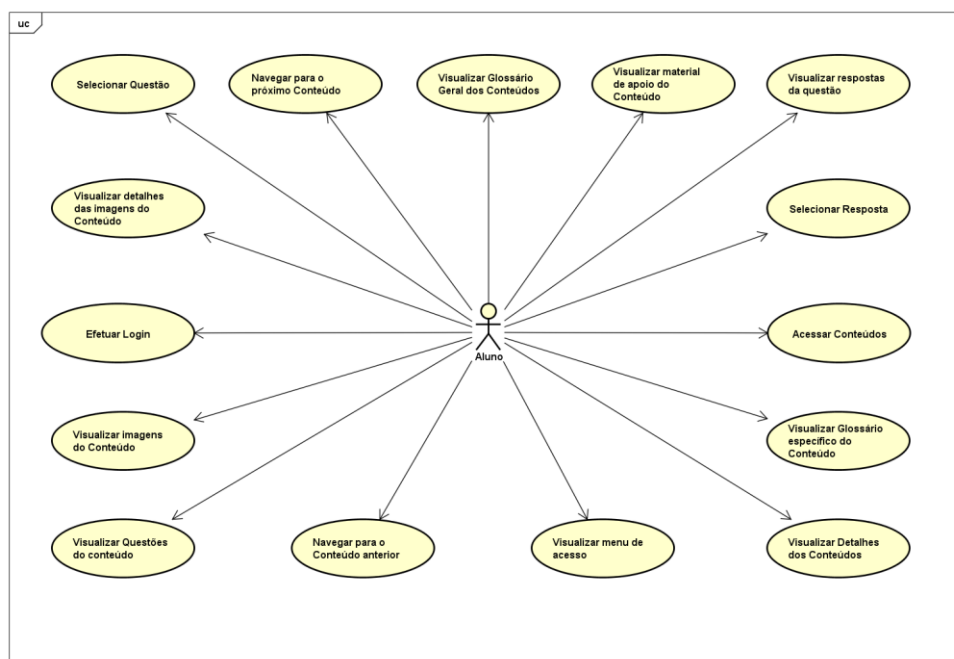 uc
Selecionar Questão
Navegar para o
próximo Conteúdo
Visualizar Glossário
Geral dos Conteúdos
Visualizar material
de apoio do
Conteúdo
Visualizar respostas
da questão
Visualizar detalhes
das imagens do
Conteúdo
Selecionar Resposta
Efetuar Login
Aluno
Acessar Conteúdos
Visualizar imagens
do Conteúdo
Visualizar Glossário
específico do
Conteúdo
Visualizar Questões
do conteúdo
Navegar para o
Conteúdo anterior
Visualizar menu de
acesso
Visualizar Detalhes
dos Conteúdos